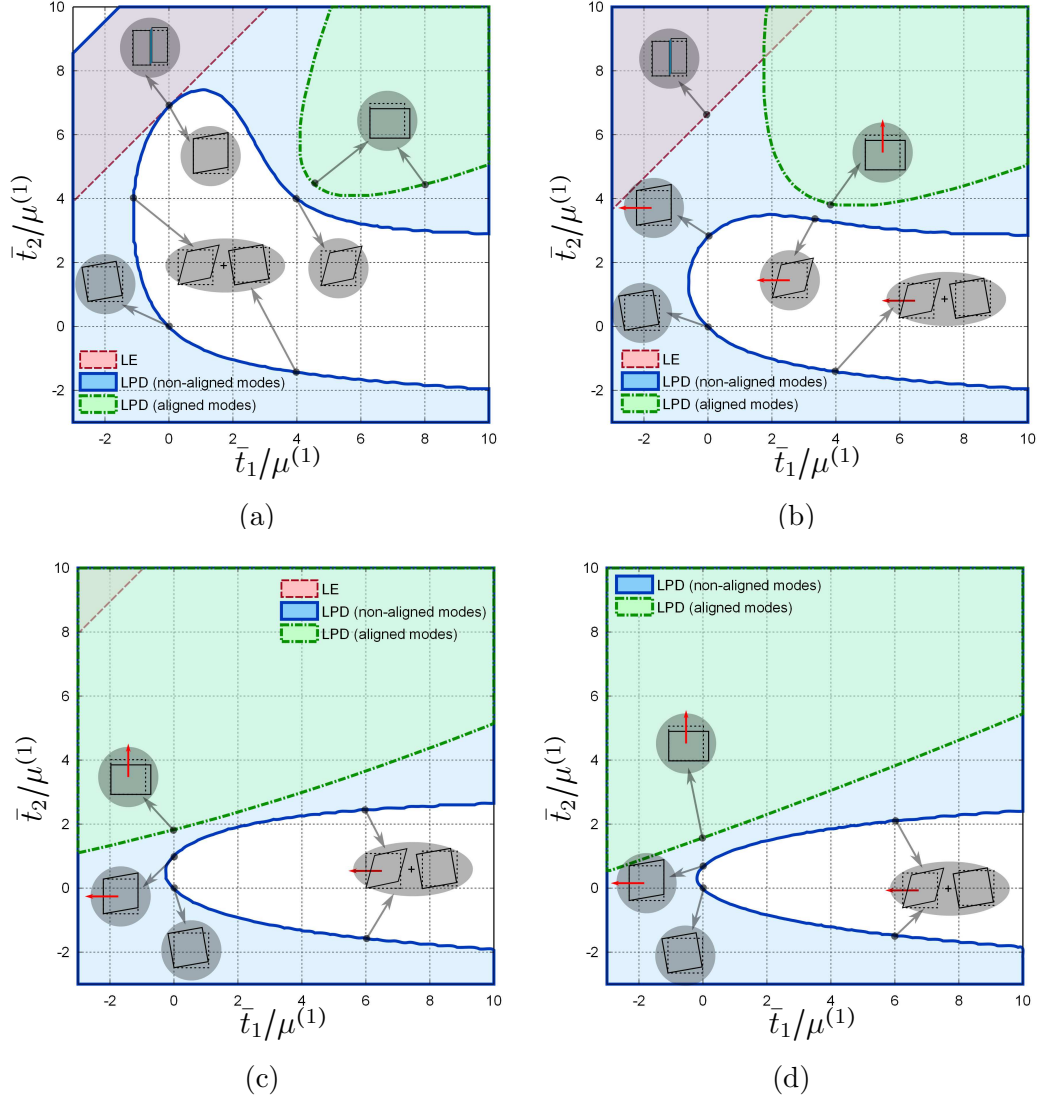 10
8
6
4
2
0
-2
+
LE
LPD (non-aligned modes)
LPD (aligned modes)
-2 0 2 4 6 8 10
t̄₂/μ⁽¹⁾
t̄₁/μ⁽¹⁾
(a)
10
8
6
4
2
0
-2
+
LE
LPD (non-aligned modes)
LPD (aligned modes)
-2 0 2 4 6 8 10
t̄₂/μ⁽¹⁾
t̄₁/μ⁽¹⁾
(b)
10
8
6
4
2
0
-2
LE
LPD (non-aligned modes)
LPD (aligned modes)
+
-2 0 2 4 6 8 10
t̄₂/μ⁽¹⁾
t̄₁/μ⁽¹⁾
(c)
10
8
6
4
2
0
-2
LPD (non-aligned modes)
LPD (aligned modes)
+
-2 0 2 4 6 8 10
t̄₂/μ⁽¹⁾
t̄₁/μ⁽¹⁾
(d)